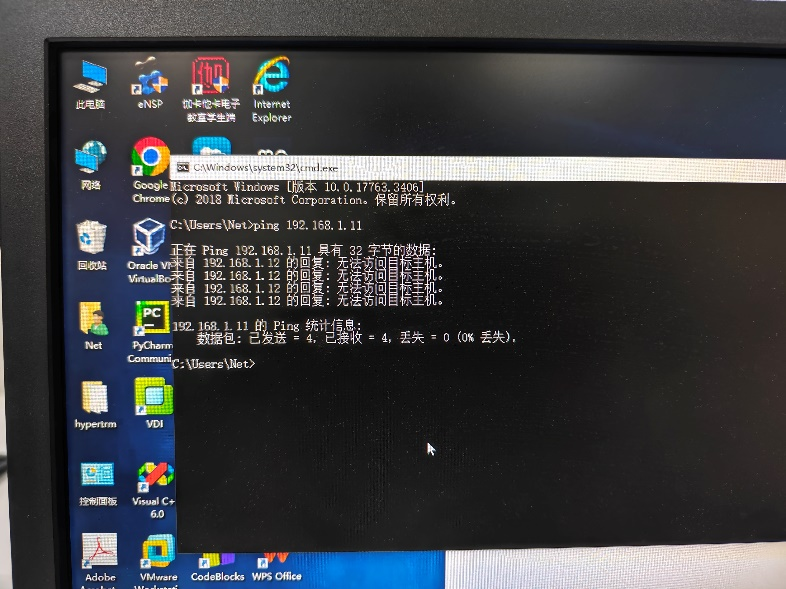 此电脑
eNSP
伽卡他卡电子
教室学生端
Internet
Explorer
网络
Google
Chrome
回收站
Oracle VM
VirtualBo
Net
PC
PyCharm
Communi
hypertrm
VDI
控制面板
Visual C+
6.0
Adobe
VMware
CodeBlocks
WPS Office
C:\Windows\system32\cmd.exe
Microsoft Windows [版本 10.0.17763.3406]
(c) 2018 Microsoft Corporation。保留所有权利。
C:\Users\Net>ping 192.168.1.11
正在 Ping 192.168.1.11 具有 32 字节的数据:
来自 192.168.1.12 的回复: 无法访问目标主机。
来自 192.168.1.12 的回复: 无法访问目标主机。
来自 192.168.1.12 的回复: 无法访问目标主机。
来自 192.168.1.12 的回复: 无法访问目标主机。
192.168.1.11 的 Ping 统计信息:
数据包: 已发送 = 4，已接收 = 4，丢失 = 0 (0% 丢失)，
C:\Users\Net>